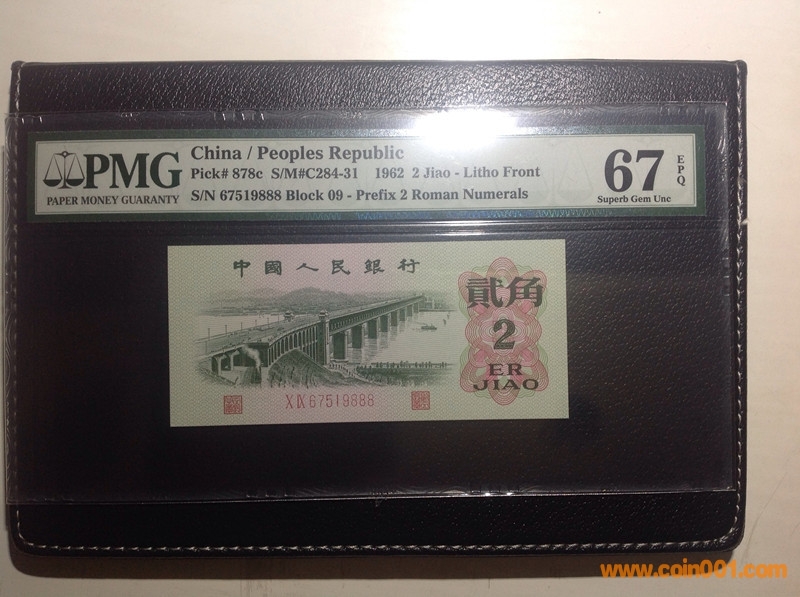 PMG
PAPER MONEY GUARANTY
China / Peoples Republic
Pick# 878c S/M#C284-31 1962 2 Jiao - Litho Front
S/N 67519888 Block 09 - Prefix 2 Roman Numerals
67
EPQ
Superb Gem Unc
中國人民銀行
貳角
2
ER
JIAO
X IX 67519888
www.coin001.com